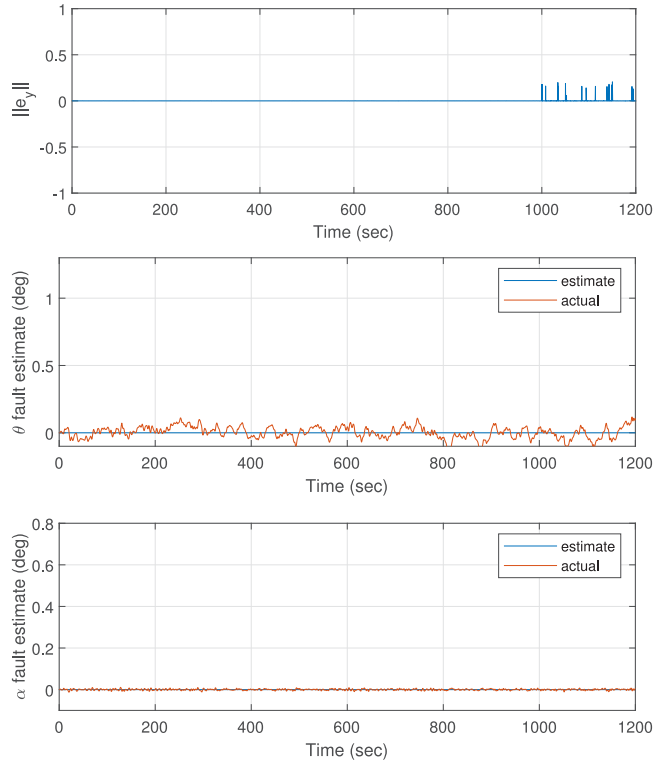 1
0.5
0
-0.5
-1
||e_y||
0 200 400 600 800 1000 1200
Time (sec)
1
0.5
0
θ fault estimate (deg)
estimate
actual
0 200 400 600 800 1000 1200
Time (sec)
0.8
0.6
0.4
0.2
0
α fault estimate (deg)
estimate
actual
0 200 400 600 800 1000 1200
Time (sec)